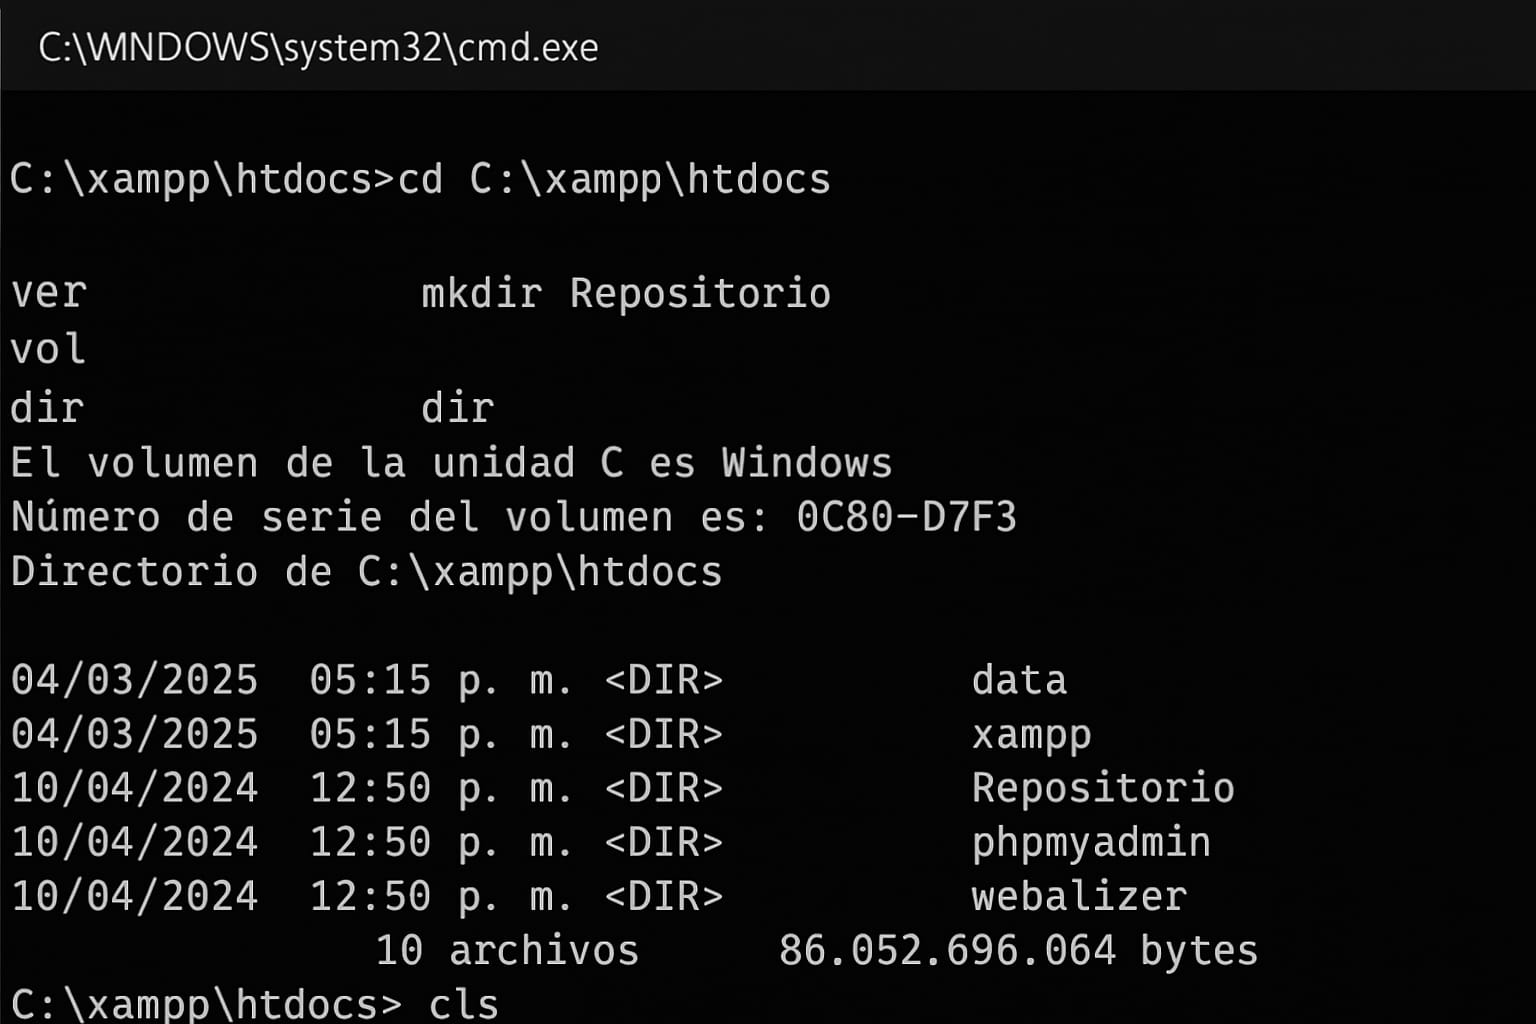 C:\WINDOWS\system32\cmd.exe
C:\xampp\htdocs>cd C:\xampp\htdocs
ver mkdir Repositorio
vol
dir dir
El volumen de la unidad C es Windows
Número de serie del volumen es: 0C80-D7F3
Directorio de C:\xampp\htdocs
04/03/2025 05:15 p. m. <DIR> data
04/03/2025 05:15 p. m. <DIR> xampp
10/04/2024 12:50 p. m. <DIR> Repositorio
10/04/2024 12:50 p. m. <DIR> phpmyadmin
10/04/2024 12:50 p. m. <DIR> webalizer
10 archivos 86.052.696.064 bytes
C:\xampp\htdocs> cls